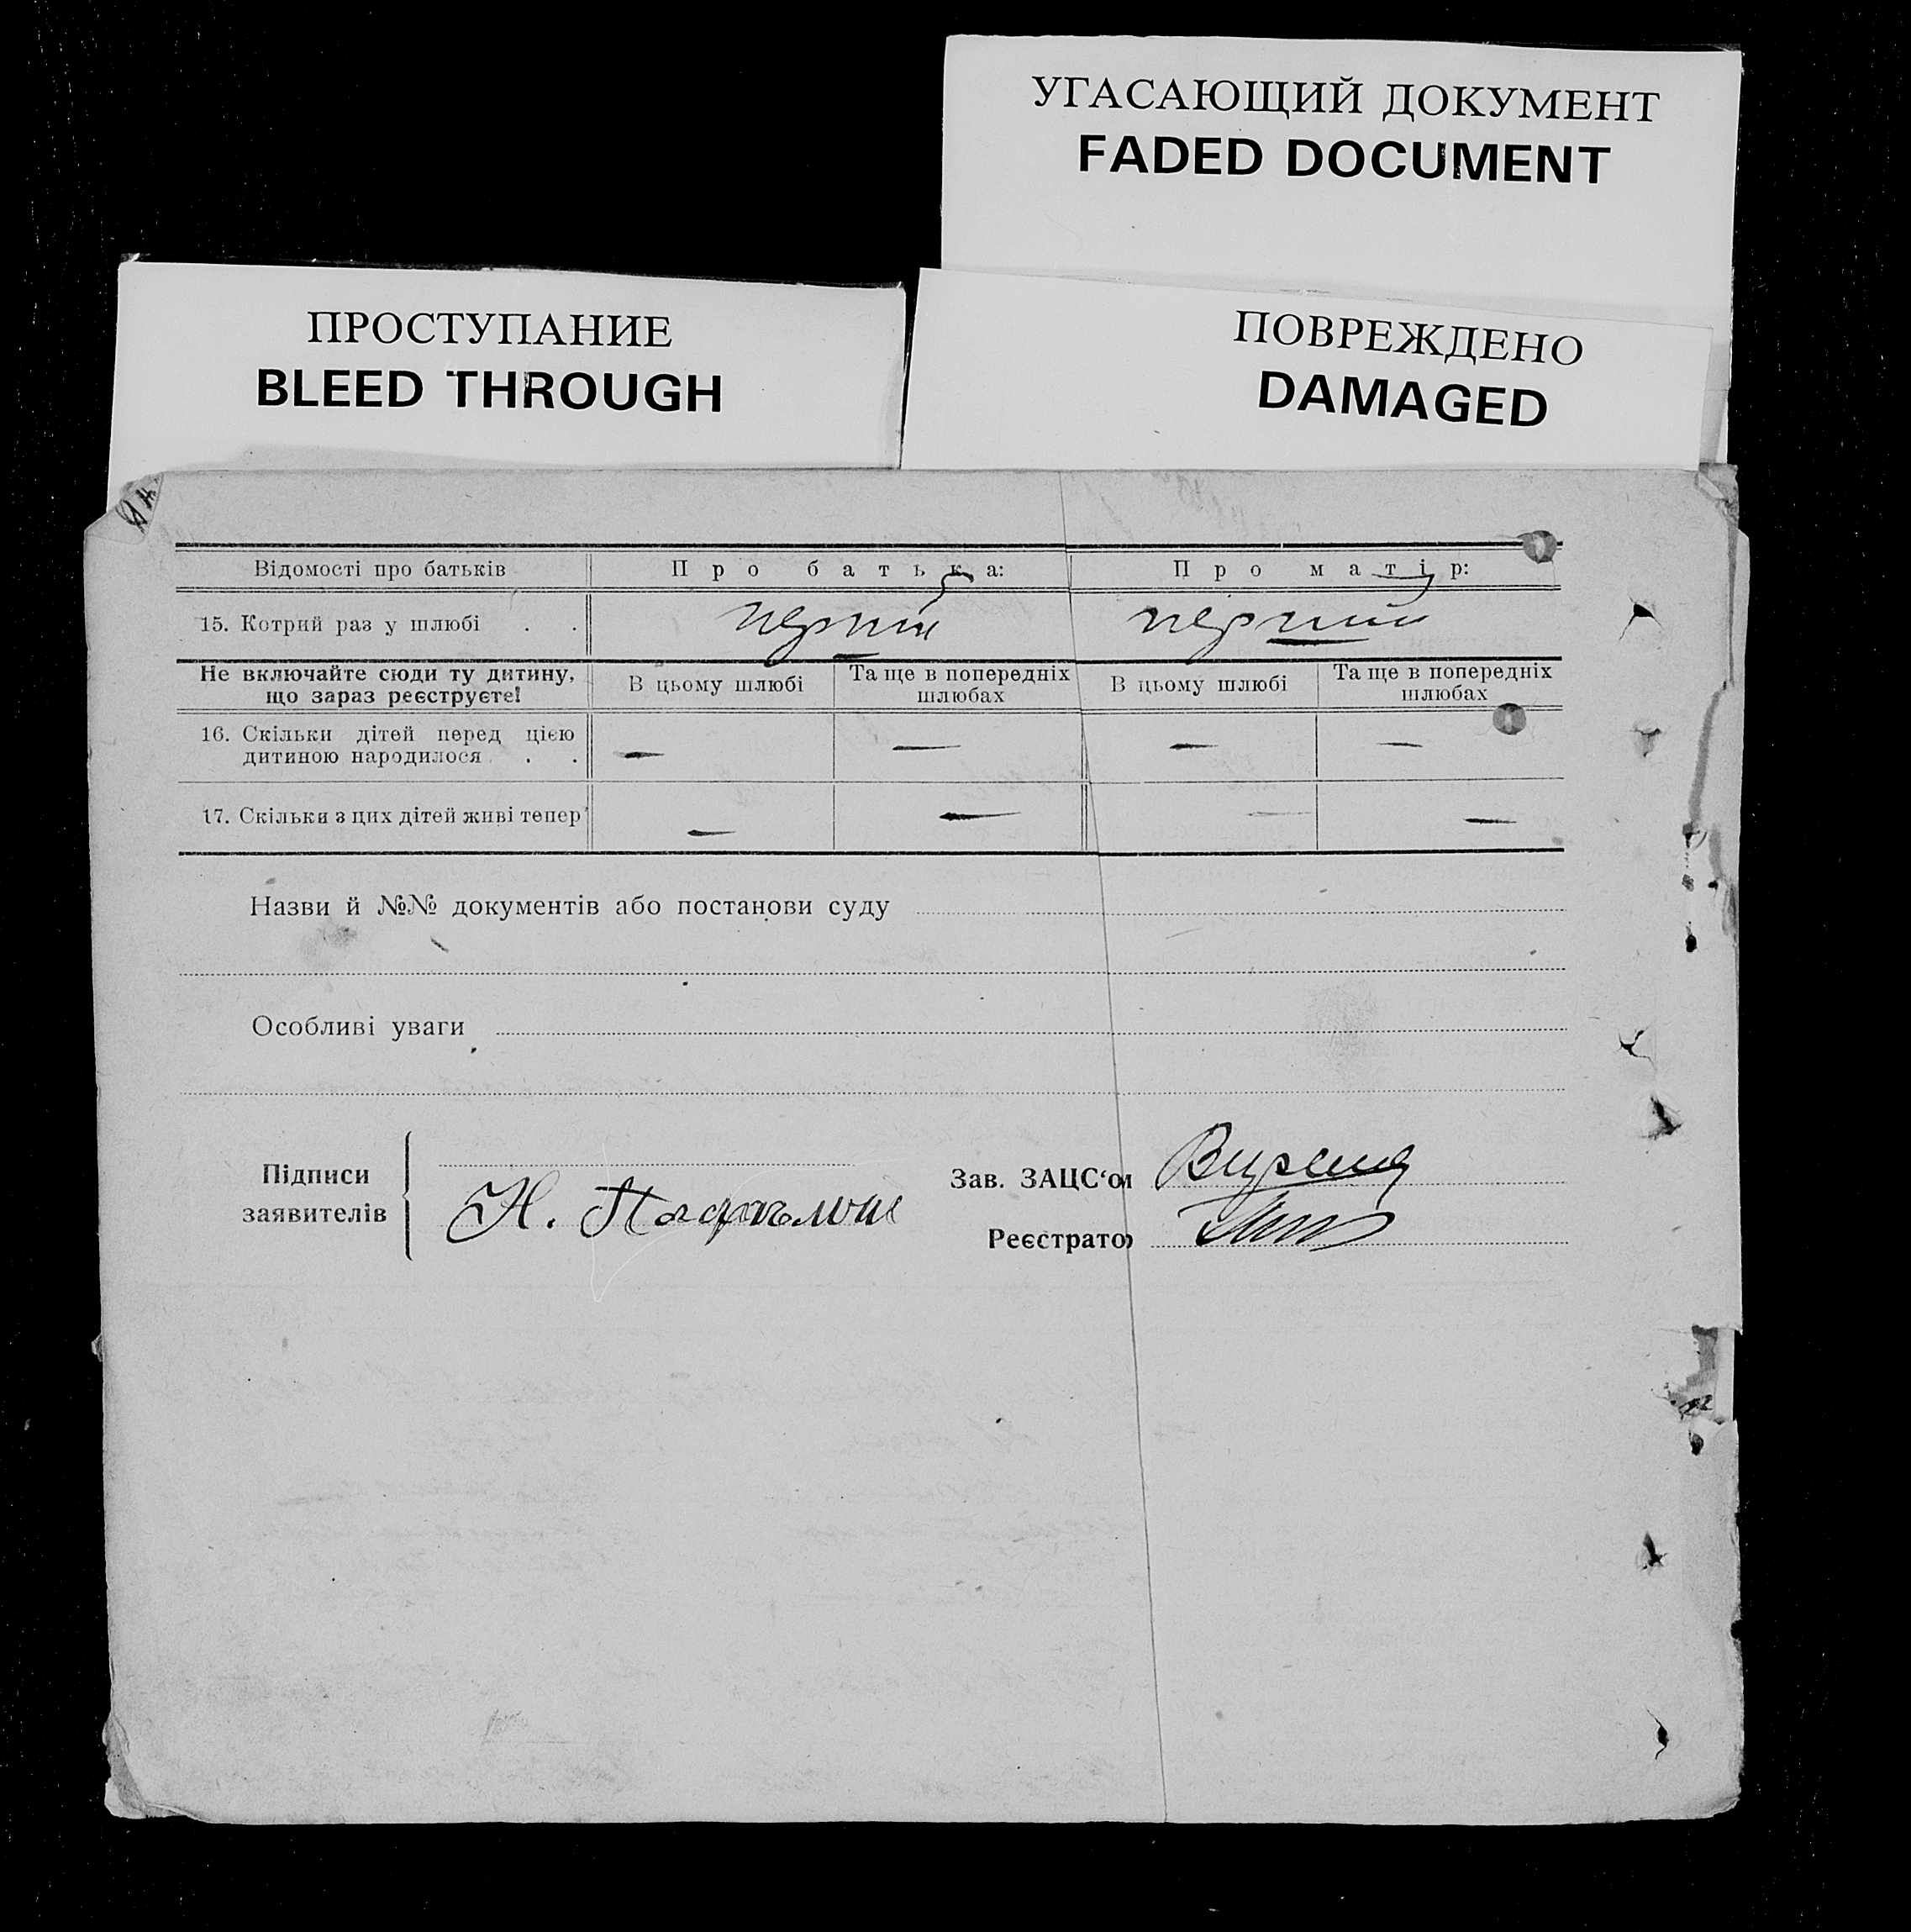 УГАСАЮЩИЙ ДОКУМЕНТ
FADED DOCUMENT
ПРОСТУПАНИЕ
BLEED THROUGH
ПОВРЕЖДЕНО
DAMAGED
Відомості про батьків Про батька: Про матір:
15. Котрий раз у шлюбі . . перший перший
Не включайте сюди ту дитину, що зараз реєструєте! В цьому шлюбі Та ще в попередніх шлюбах В цьому шлюбі Та ще в попередніх шлюбах
16. Скільки дітей перед цією
дитиною народилося . . — — — —
17. Скільки з цих дітей живі тепер — — — —
Назви й №№ документів або постанови суду
Особливі уваги
Підписи
заявителів
Н.
Зав. ЗАЦС‘ом
Реєстратор